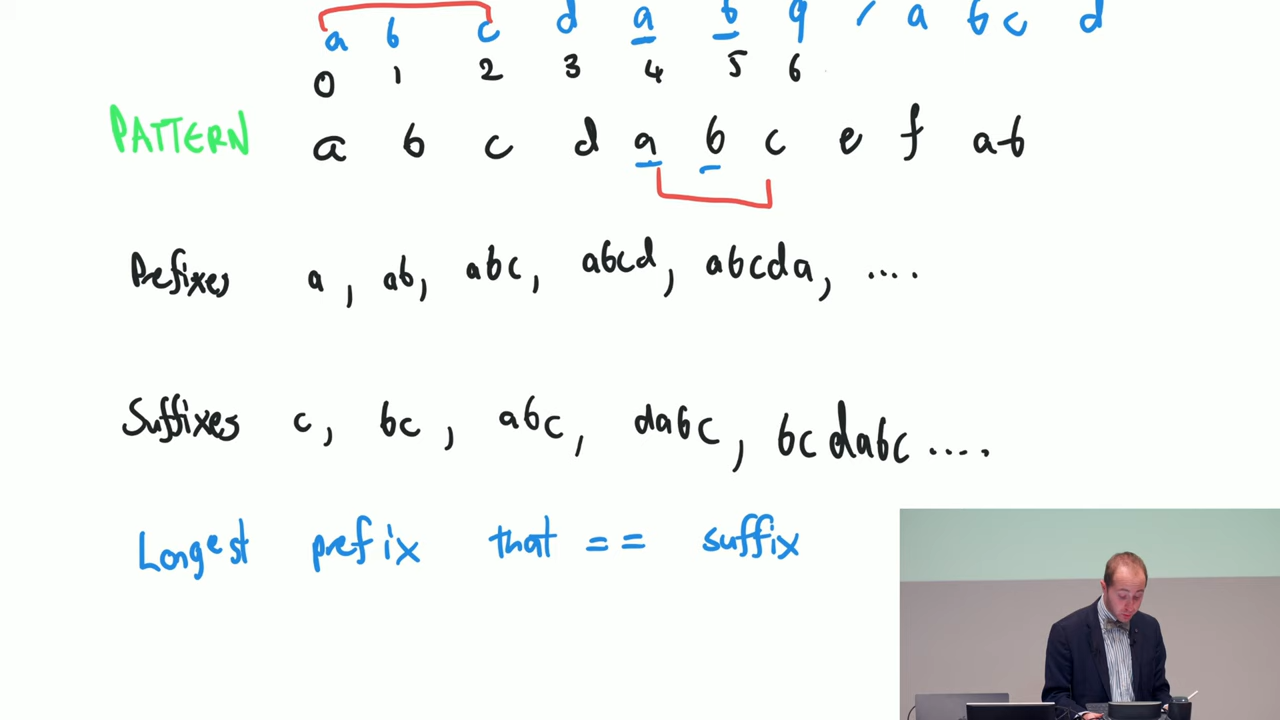 a b c d a b q / a b c d
0 1 2 3 4 5 6
PATTERN a b c d a b c e f ab
Prefixes a, ab, abc, abcd, abcda, ....
Suffixes c, bc, abc, dabc, bcdabc ....
Longest prefix that == suffix